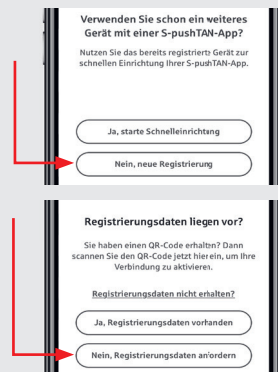 Verwenden Sie schon ein weiteres
Gerät mit einer S-pushTAN-App?
Nutzen Sie das bereits registrierte Gerät zur
schnellen Einrichtung Ihrer S-pushTAN-App.
Ja, starte Schnelleinrichtung
Nein, neue Registrierung
Registrierungsdaten liegen vor?
Sie haben einen QR-Code erhalten? Dann
scannen Sie den QR-Code jetzt hier ein, um Ihre
Verbindung zu aktivieren.
Registrierungsdaten nicht erhalten?
Ja, Registrierungsdaten vorhanden
Nein, Registrierungsdaten anfordern